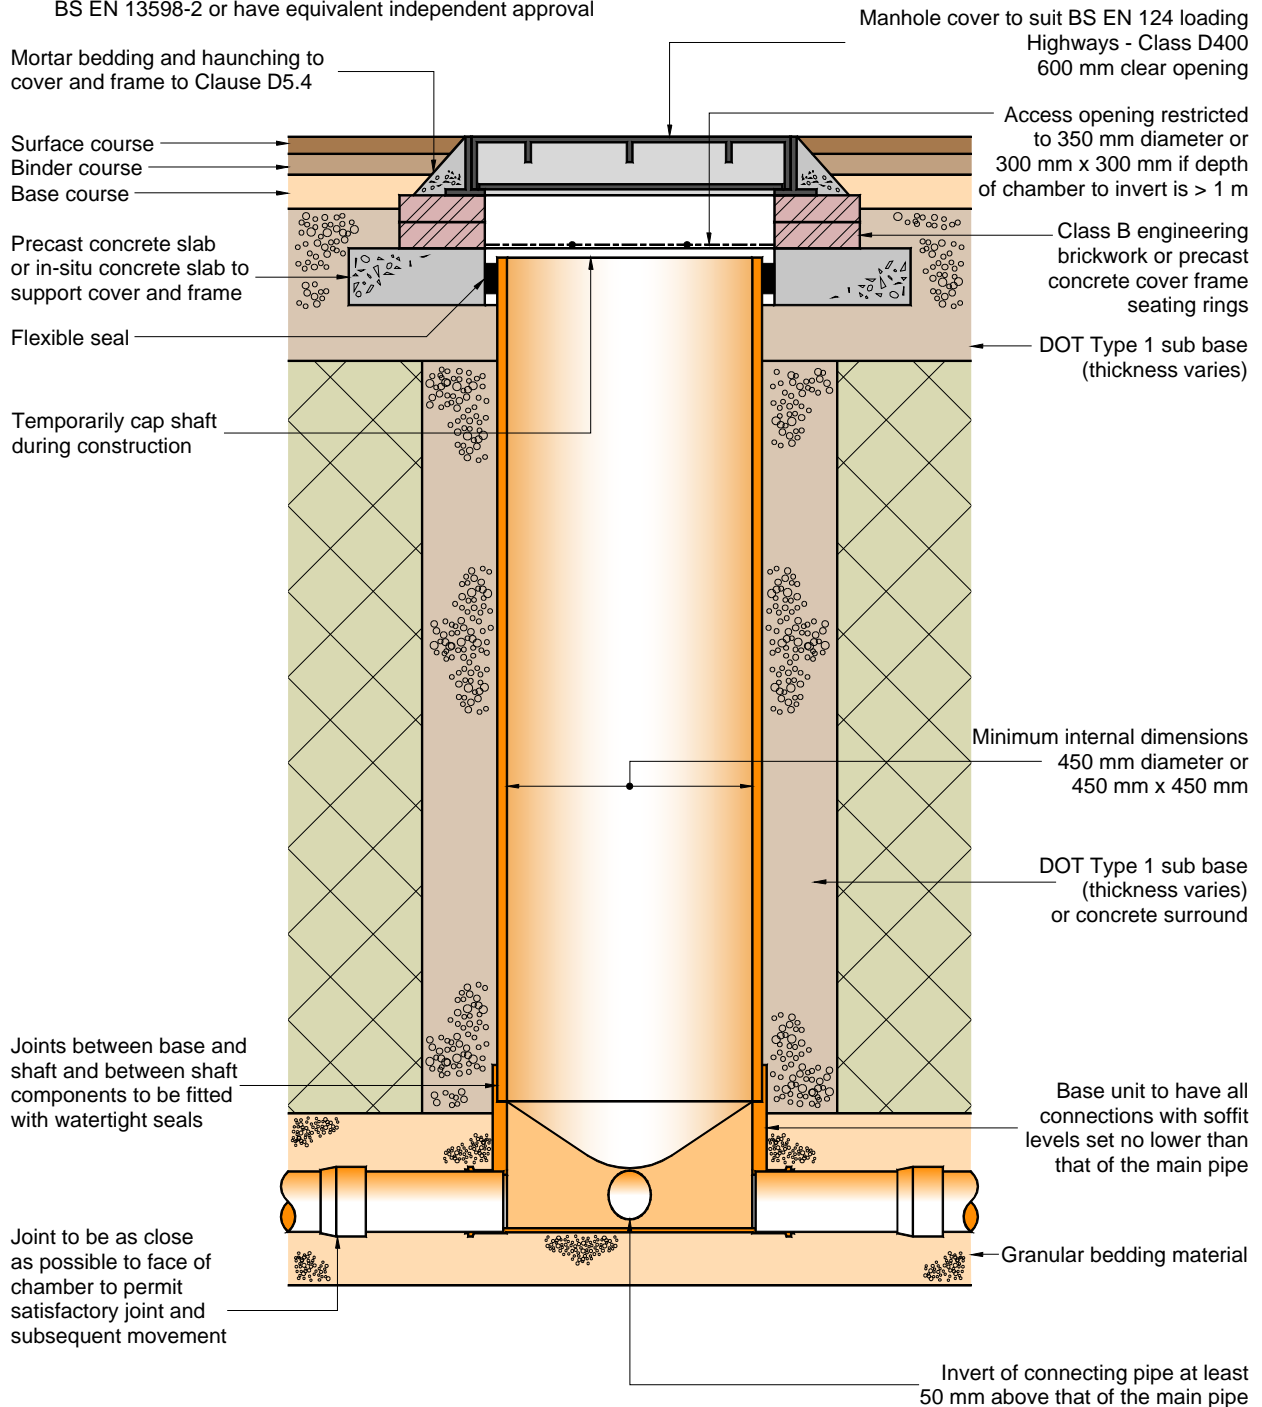 BS EN 13598-2 or have equivalent independent approval
Manhole cover to suit BS EN 124 loading
Highways - Class D400
600 mm clear opening
Mortar bedding and haunching to
cover and frame to Clause D5.4
Access opening restricted
to 350 mm diameter or
300 mm x 300 mm if depth
of chamber to invert is > 1 m
Surface course
Binder course
Base course
Class B engineering
brickwork or precast
concrete cover frame
seating rings
Precast concrete slab
or in-situ concrete slab to
support cover and frame
Flexible seal
DOT Type 1 sub base
(thickness varies)
Temporarily cap shaft
during construction
Minimum internal dimensions
450 mm diameter or
450 mm x 450 mm
DOT Type 1 sub base
(thickness varies)
or concrete surround
Joints between base and
shaft and between shaft
components to be fitted
with watertight seals
Base unit to have all
connections with soffit
levels set no lower than
that of the main pipe
Joint to be as close
as possible to face of
chamber to permit
satisfactory joint and
subsequent movement
Granular bedding material
Invert of connecting pipe at least
50 mm above that of the main pipe